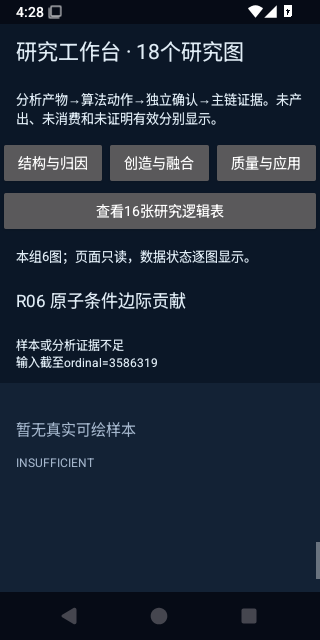 4:28
研究工作台 · 18个研究图
分析产物→算法动作→独立确认→主链证据。未产
出、未消费和未证明有效分别显示。
结构与归因 创造与融合 质量与应用
查看16张研究逻辑表
本组6图；页面只读，数据状态逐图显示。
R06 原子条件边际贡献
样本或分析证据不足
输入截至ordinal=3586319
暂无真实可绘样本
INSUFFICIENT